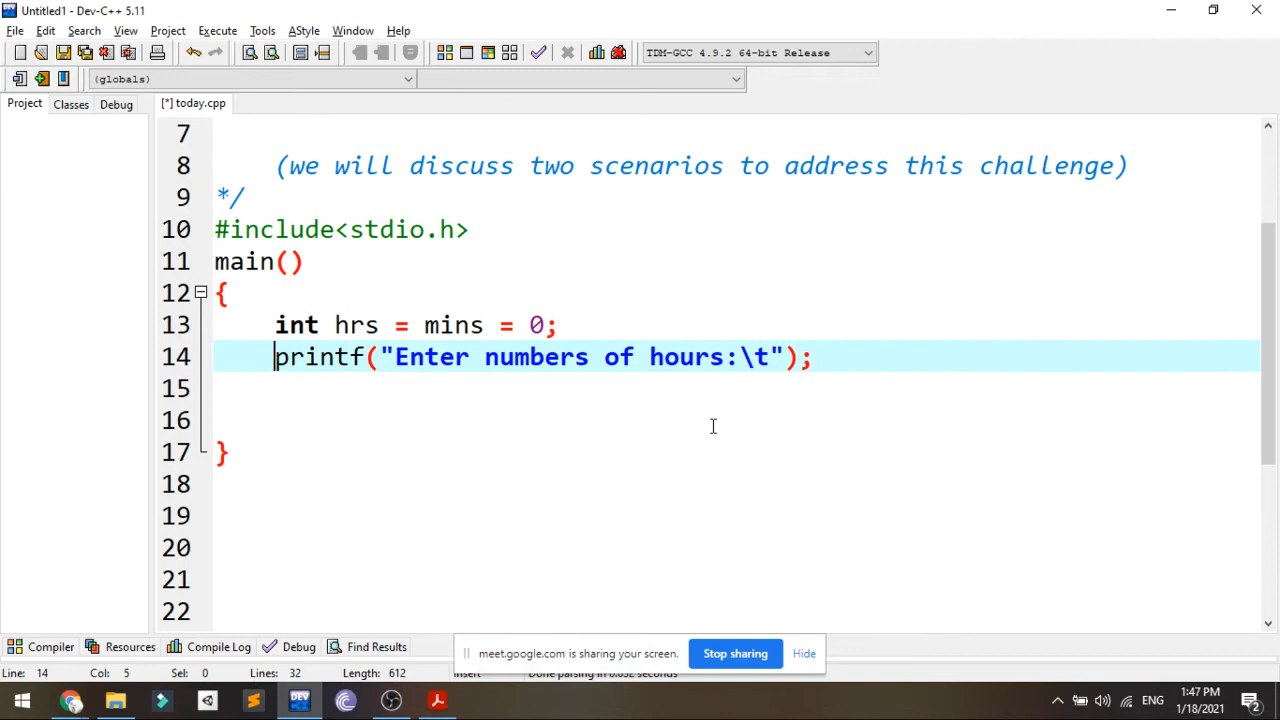 Untitled1 - Dev-C++ 5.11
File Edit Search View Project Execute Tools AStyle Window Help
TDM-GCC 4.9.2 64-bit Release
(globals)
Project Classes Debug [*] today.cpp
7
8 (we will discuss two scenarios to address this challenge)
9 */
10 #include<stdio.h>
11 main()
12 {
13 int hrs = mins = 0;
14 printf("Enter numbers of hours:\t");
15
16
17 }
18
19
20
21
22
Compiler Resources Compile Log Debug Find Results
meet.google.com is sharing your screen. Stop sharing Hide
Line: 14 Col: 5 Sel: 0 Lines: 32 Length: 612 Insert Done parsing in 0.032 seconds
DEV
ENG
1:47 PM
1/18/2021
2